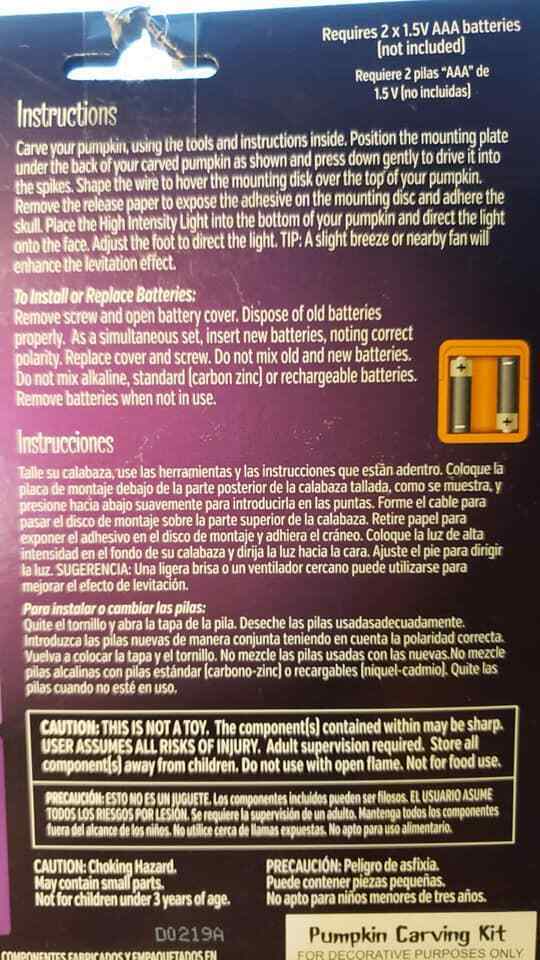 Requires 2 x 1.5V AAA batteries
(not included)
Requiere 2 pilas "AAA" de
1.5 V (no incluidas)
Instructions
Carve your pumpkin, using the tools and instructions inside. Position the mounting plate
under the back of your carved pumpkin as shown and press down gently to drive it into
the spikes. Shape the wire to hover the mounting disk over the top of your pumpkin.
Remove the release paper to expose the adhesive on the mounting disc and adhere the
skull. Place the High Intensity Light into the bottom of your pumpkin and direct the light
onto the face. Adjust the foot to direct the light. TIP: A slight breeze or nearby fan will
enhance the levitation effect.
To Install or Replace Batteries:
Remove screw and open battery cover. Dispose of old batteries
properly. As a simultaneous set, insert new batteries, noting correct
polarity. Replace cover and screw. Do not mix old and new batteries.
Do not mix alkaline, standard (carbon zinc) or rechargeable batteries.
Remove batteries when not in use.
Instrucciones
Talle su calabaza, use las herramientas y las instrucciones que están adentro. Coloque la
placa de montaje debajo de la parte posterior de la calabaza tallada, como se muestra, y
presione hacia abajo suavemente para introducirla en las puntas. Forme el cable para
pasar el disco de montaje sobre la parte superior de la calabaza. Retire papel para
exponer el adhesivo en el disco de montaje y adhiera el cráneo. Coloque la luz de alta
intensidad en el fondo de su calabaza y dirija la luz hacia la cara. Ajuste el pie para dirigir
la luz. SUGERENCIA: Una ligera brisa o un ventilador cercano puede utilizarse para
mejorar el efecto de levitación.
Para instalar o cambiar las pilas:
Quite el tornillo y abra la tapa de la pila. Deseche las pilas usadasadecuadamente.
Introduzca las pilas nuevas de manera conjunta teniendo en cuenta la polaridad correcta.
Vuelva a colocar la tapa y el tornillo. No mezcle las pilas usadas con las nuevas.No mezcle
pilas alcalinas con pilas estándar (carbono-zinc) o recargables (níquel-cadmio). Quite las
pilas cuando no esté en uso.
CAUTION: THIS IS NOT A TOY. The component(s) contained within may be sharp.
USER ASSUMES ALL RISKS OF INJURY. Adult supervision required. Store all
component(s) away from children. Do not use with open flame. Not for food use.
PRECAUCIÓN: ESTO NO ES UN JUGUETE. Los componentes incluidos pueden ser filosos. EL USUARIO ASUME
TODOS LOS RIESGOS POR LESIÓN. Se requiere la supervisión de un adulto. Mantenga todos los componentes
fuera del alcance de los niños. No utilice cerca de llamas expuestas. No apto para uso alimentario.
CAUTION: Choking Hazard.
May contain small parts.
Not for children under 3 years of age.
PRECAUCIÓN: Peligro de asfixia.
Puede contener piezas pequeñas.
No apto para niños menores de tres años.
D0219A
Pumpkin Carving Kit
FOR DECORATIVE PURPOSES ONLY
COMPONENTES FABRICADOS Y EMPAQUETADOS EN